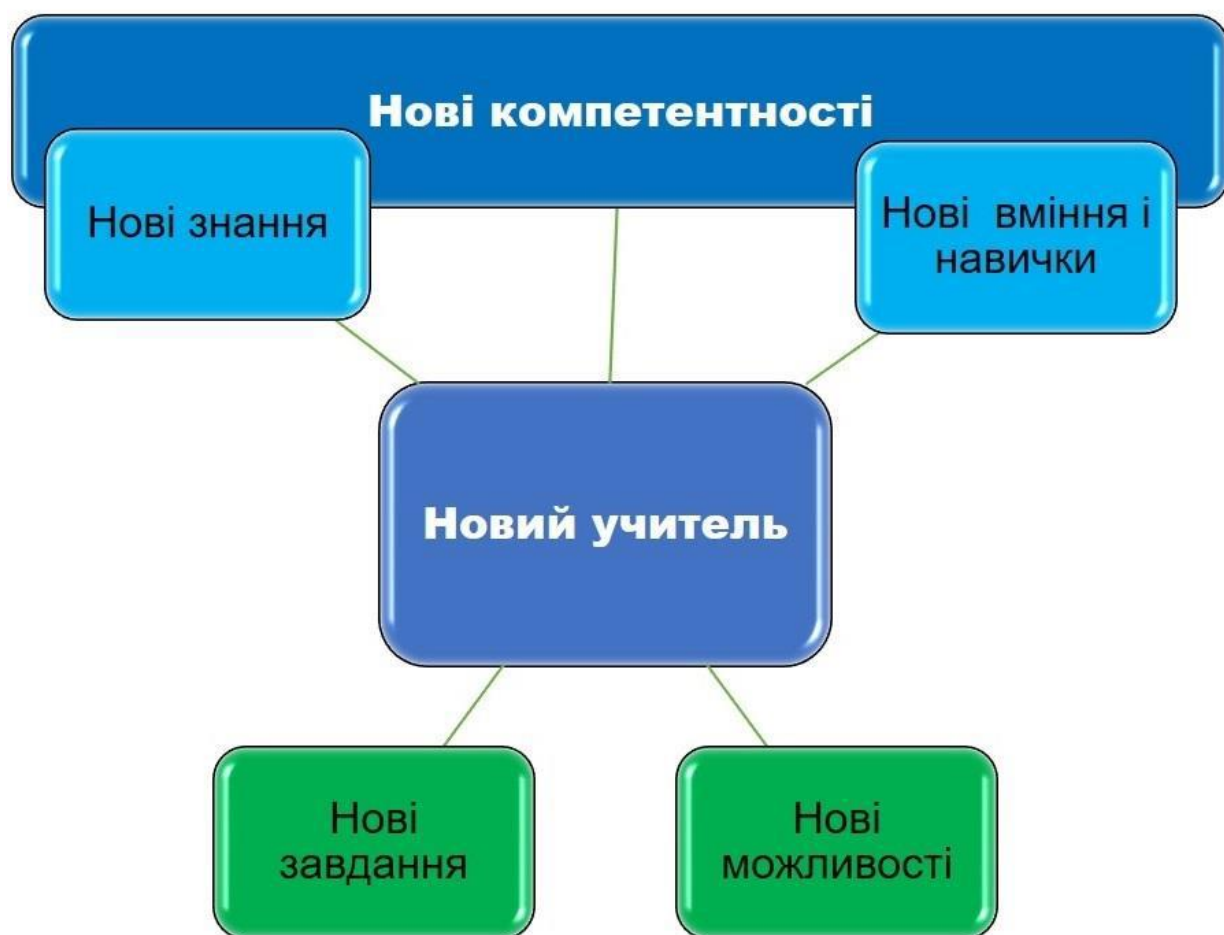 Нові компетентності
Нові знання
Нові вміння і
навички
Новий учитель
Нові
завдання
Нові
можливості